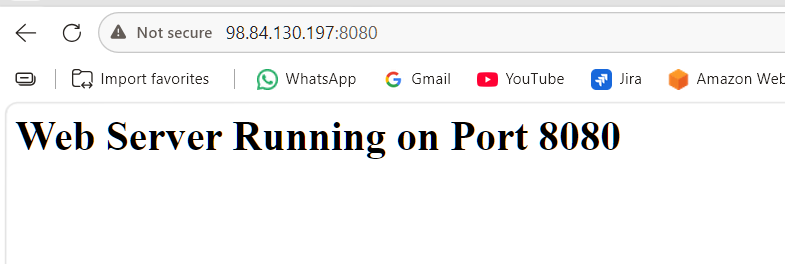 Not secure 98.84.130.197:8080
Import favorites WhatsApp Gmail YouTube Jira Amazon Web
Web Server Running on Port 8080